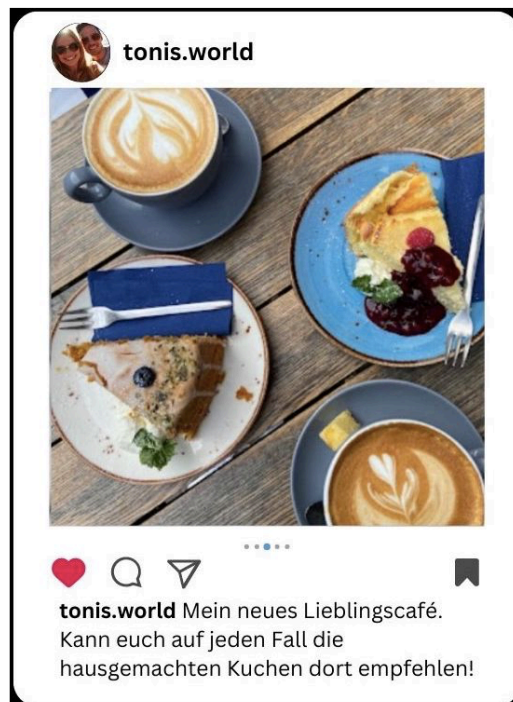 tonis.world
tonis.world Mein neues Lieblingscafé.
Kann euch auf jeden Fall die
hausgemachten Kuchen dort empfehlen!